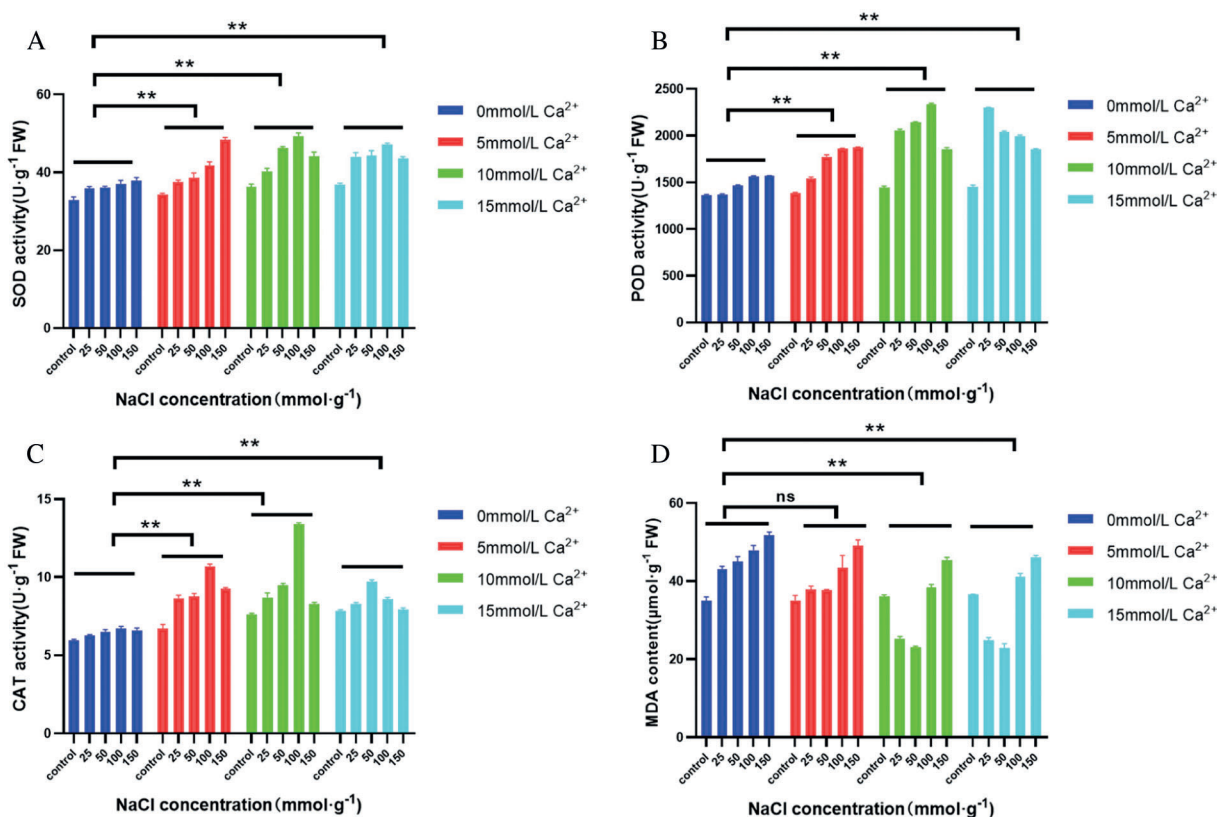 A
**
**
**
SOD activity(U·g⁻¹ FW)
60
40
20
0
control 25 50 100 150 control 25 50 100 150 control 25 50 100 150 control 25 50 100 150
NaCl concentration(mmol·g⁻¹)
0mmol/L Ca²⁺
5mmol/L Ca²⁺
10mmol/L Ca²⁺
15mmol/L Ca²⁺
B
**
**
**
POD activity(U·g⁻¹ FW)
2500
2000
1500
1000
500
0
control 25 50 100 150 control 25 50 100 150 control 25 50 100 150 control 25 50 100 150
NaCl concentration(mmol·g⁻¹)
0mmol/L Ca²⁺
5mmol/L Ca²⁺
10mmol/L Ca²⁺
15mmol/L Ca²⁺
C
**
**
**
CAT activity(U·g⁻¹ FW)
15
10
5
0
control 25 50 100 150 control 25 50 100 150 control 25 50 100 150 control 25 50 100 150
NaCl concentration(mmol·g⁻¹)
0mmol/L Ca²⁺
5mmol/L Ca²⁺
10mmol/L Ca²⁺
15mmol/L Ca²⁺
D
**
**
ns
MDA content(μmol·g⁻¹ FW)
60
40
20
0
control 25 50 100 150 control 25 50 100 150 control 25 50 100 150 control 25 50 100 150
NaCl concentration(mmol·g⁻¹)
0mmol/L Ca²⁺
5mmol/L Ca²⁺
10mmol/L Ca²⁺
15mmol/L Ca²⁺